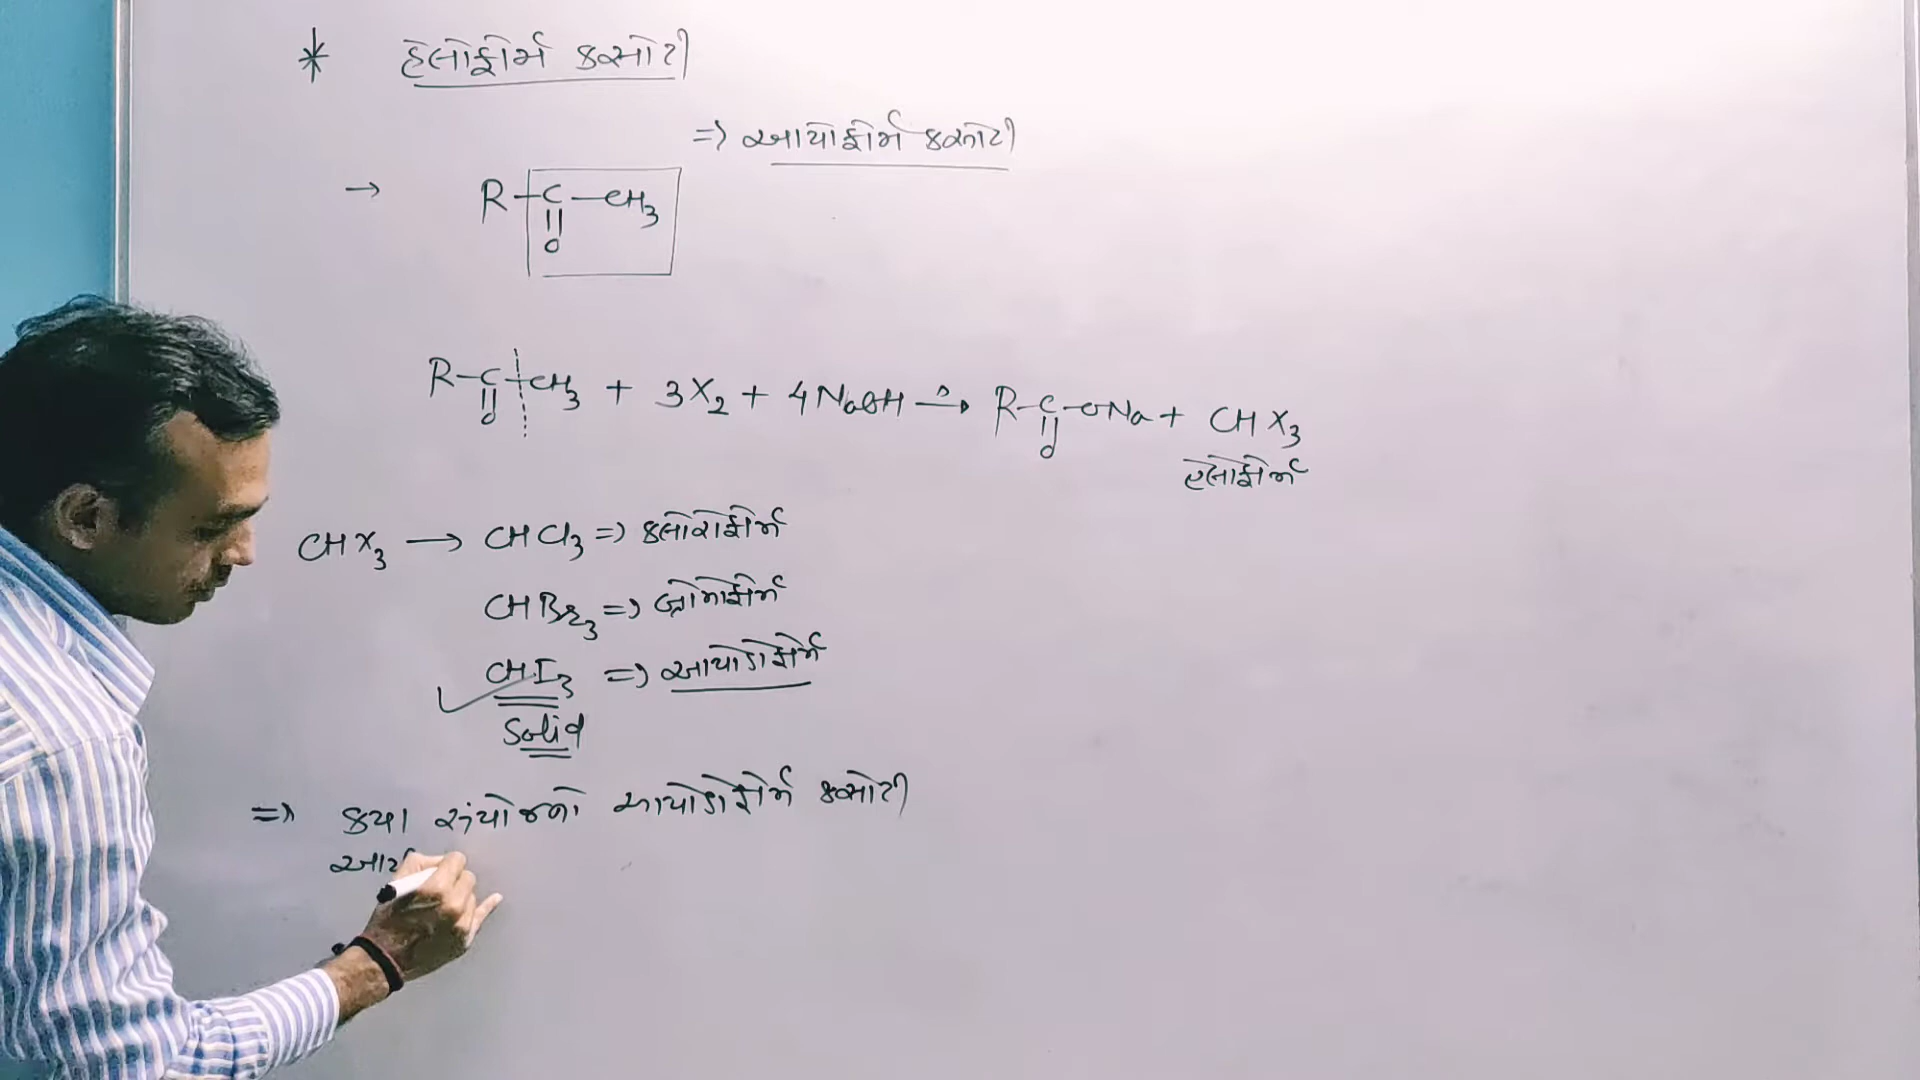 * હેલોફોર્મ કસોટી
=> આયોફોર્મ કસોટી
→ R-C-CH3
||
O
R-C-CH3 + 3X2 + 4NaOH —Δ→ R-C-ONa + CHX3
|| ||
O O
હેલોફોર્મ
CHX3 → CHCl3 => ક્લોરોફોર્મ
CHBr3 => બ્રોમોફોર્મ
CHI3 => આયોડોફોર્મ
Solid
=> કયા સંયોજનો આયોડોફોર્મ કસોટી